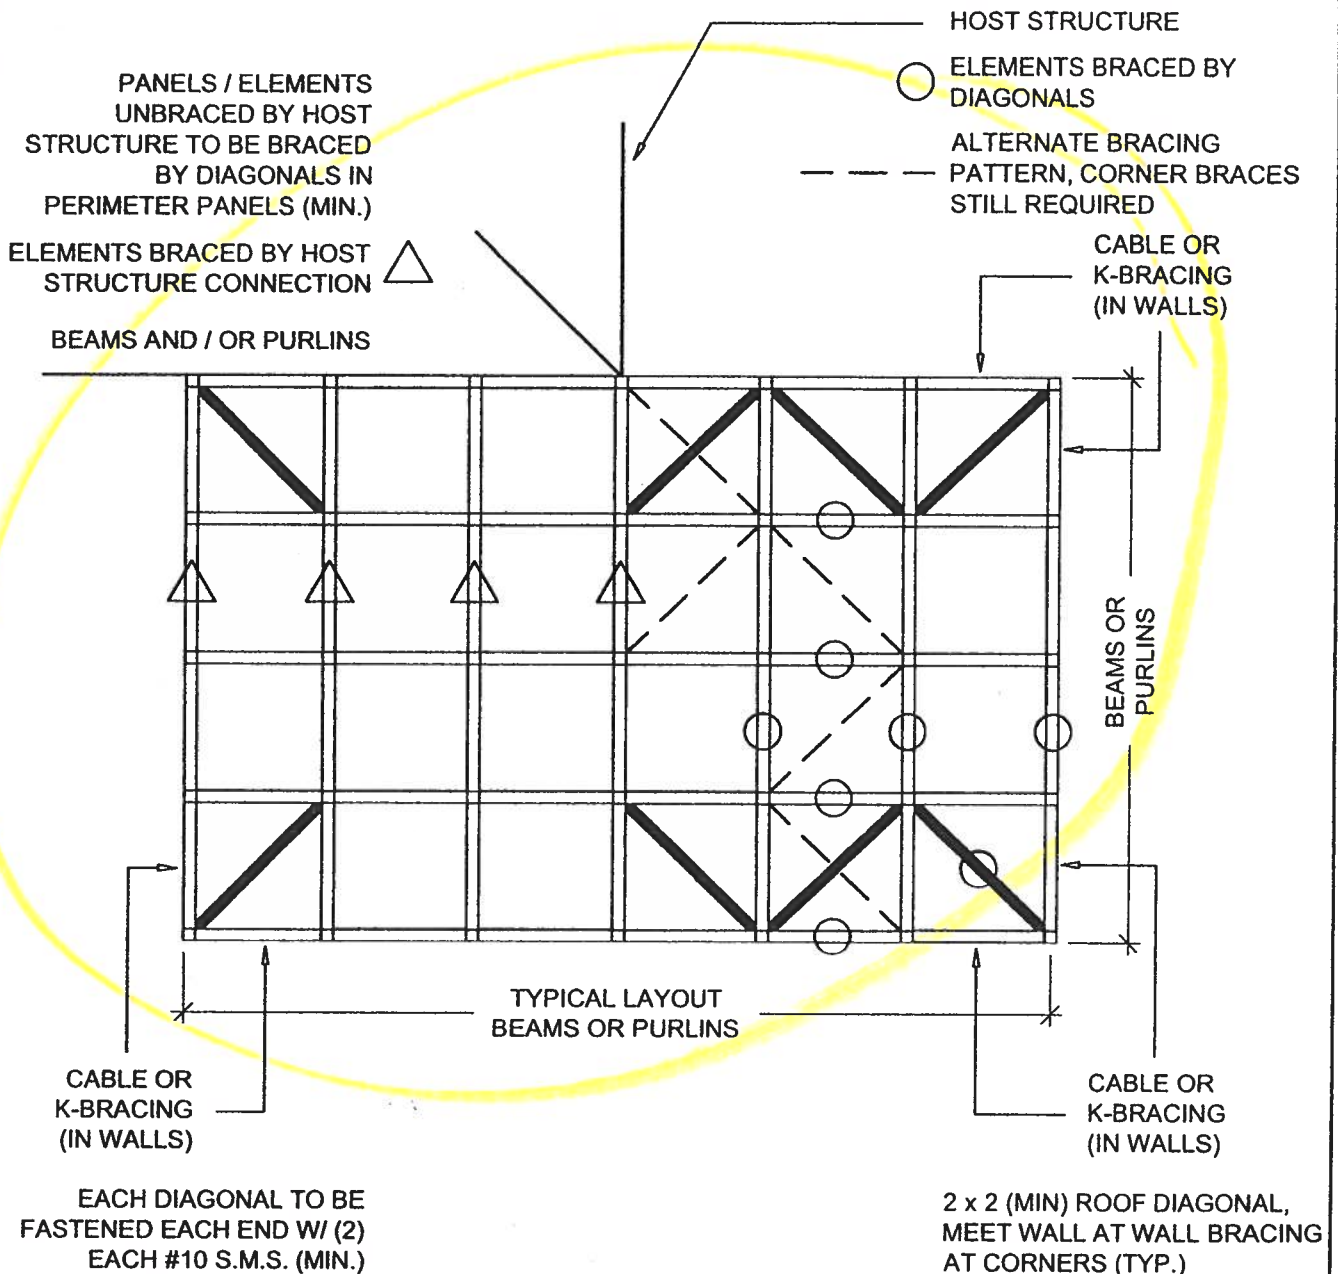 HOST STRUCTURE
ELEMENTS BRACED BY
DIAGONALS
ALTERNATE BRACING
PATTERN, CORNER BRACES
STILL REQUIRED
PANELS / ELEMENTS
UNBRACED BY HOST
STRUCTURE TO BE BRACED
BY DIAGONALS IN
PERIMETER PANELS (MIN.)
ELEMENTS BRACED BY HOST
STRUCTURE CONNECTION
BEAMS AND / OR PURLINS
CABLE OR
K-BRACING
(IN WALLS)
BEAMS OR
PURLINS
TYPICAL LAYOUT
BEAMS OR PURLINS
CABLE OR
K-BRACING
(IN WALLS)
CABLE OR
K-BRACING
(IN WALLS)
EACH DIAGONAL TO BE
FASTENED EACH END W/ (2)
EACH #10 S.M.S. (MIN.)
2 x 2 (MIN) ROOF DIAGONAL,
MEET WALL AT WALL BRACING
AT CORNERS (TYP.)